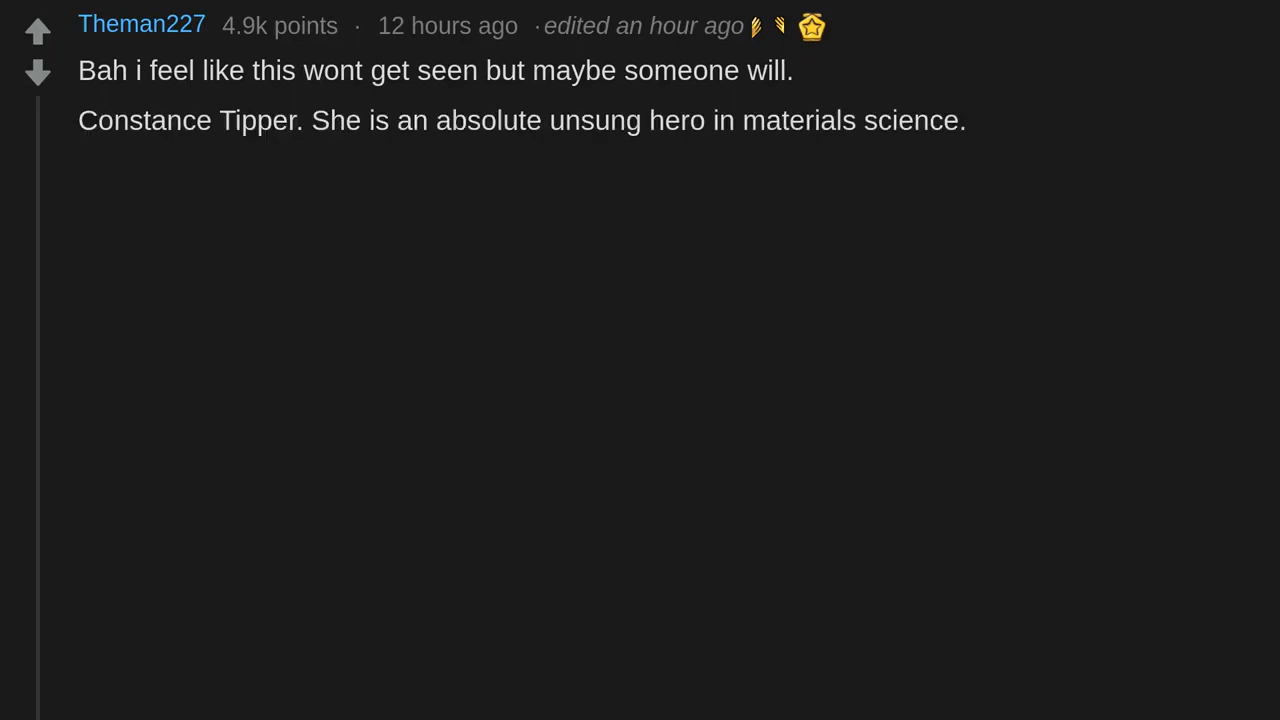 Theman227 4.9k points · 12 hours ago · edited an hour ago
Bah i feel like this wont get seen but maybe someone will.
Constance Tipper. She is an absolute unsung hero in materials science.